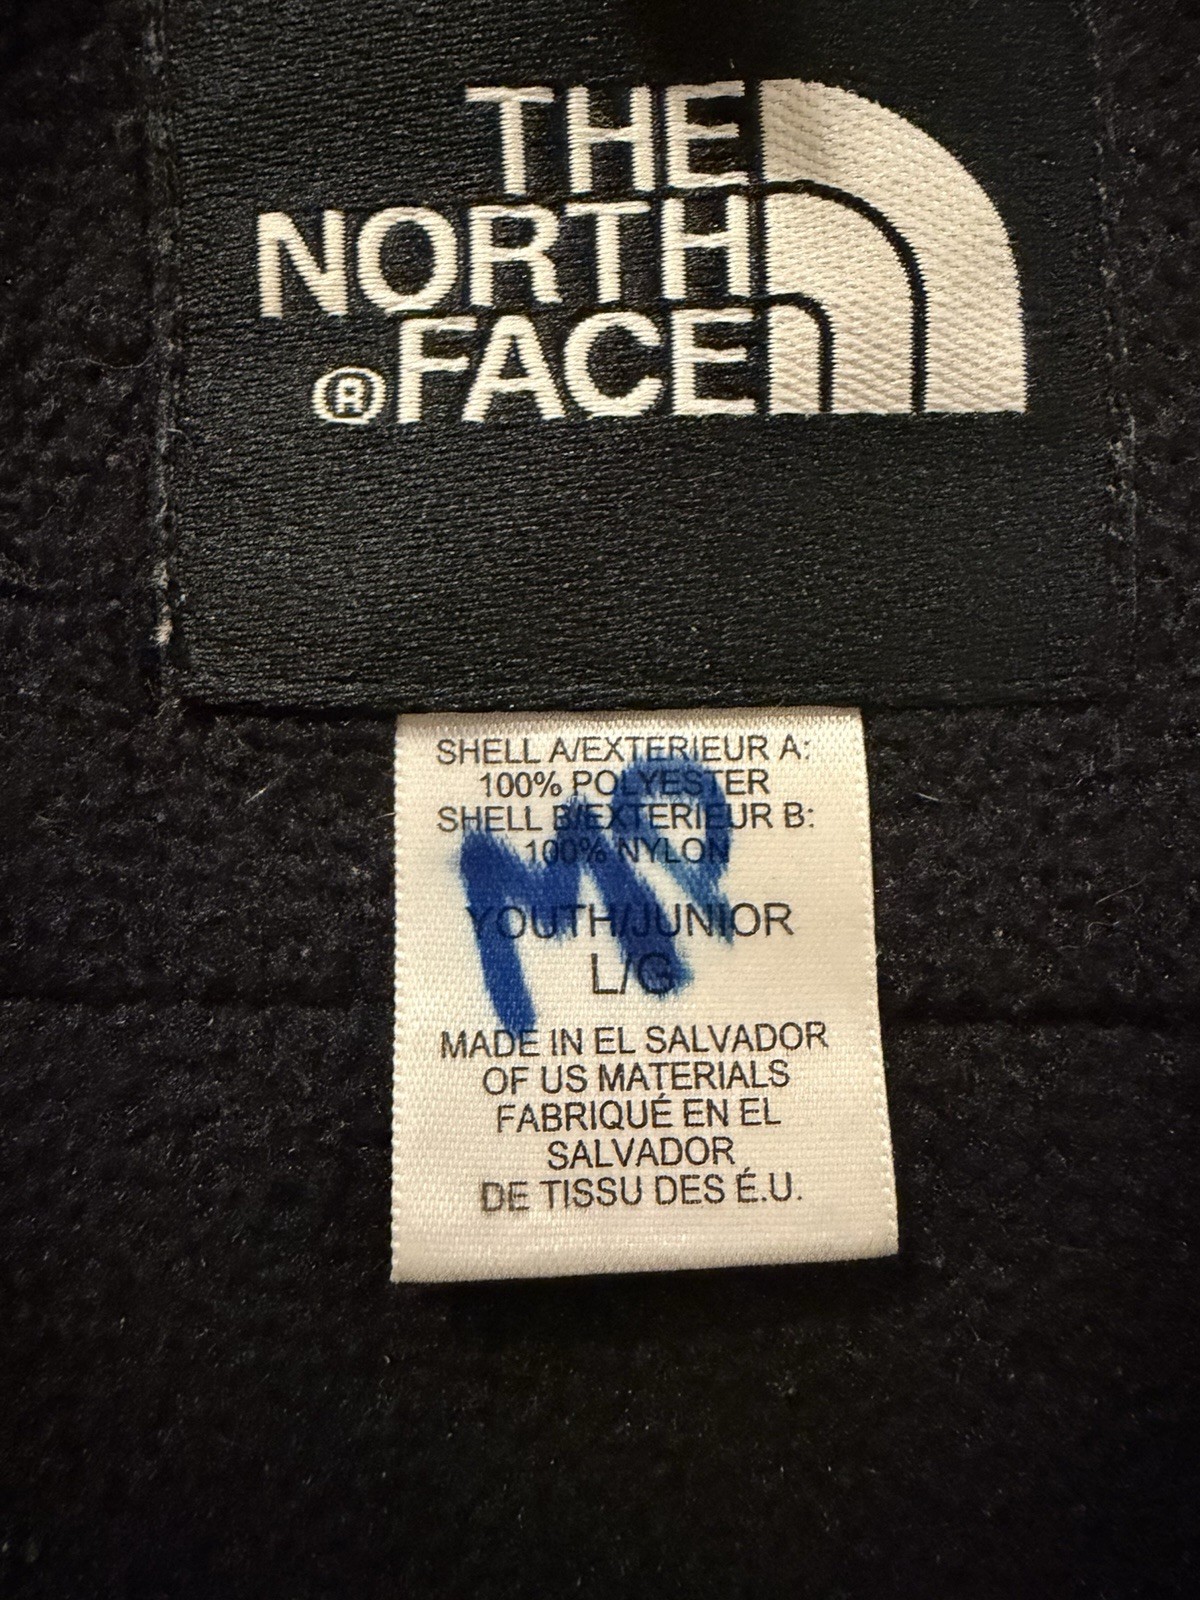 THE
NORTH
®FACE
SHELL A/EXTERIEUR A:
100% POLYESTER
SHELL B/EXTERIEUR B:
100% NYLON
MP
YOUTH/JUNIOR
L/G
MADE IN EL SALVADOR
OF US MATERIALS
FABRIQUÉ EN EL
SALVADOR
DE TISSU DES É.U.